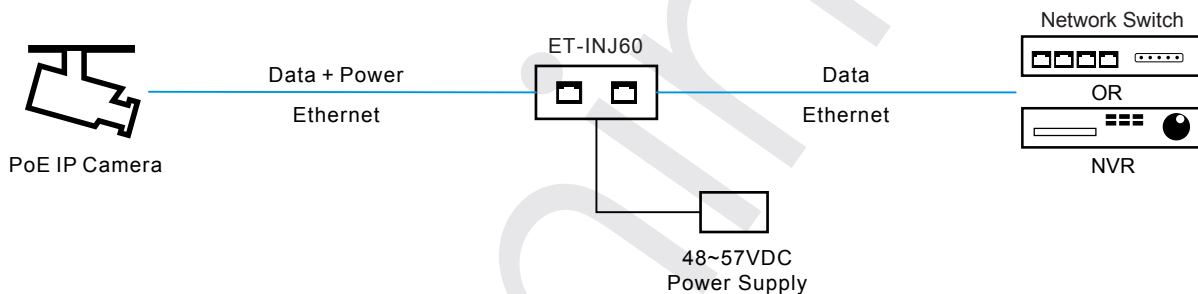 Network Switch
ET-INJ60
Data + Power
Data
OR
Ethernet
Ethernet
PoE IP Camera
NVR
48~57VDC
Power Supply